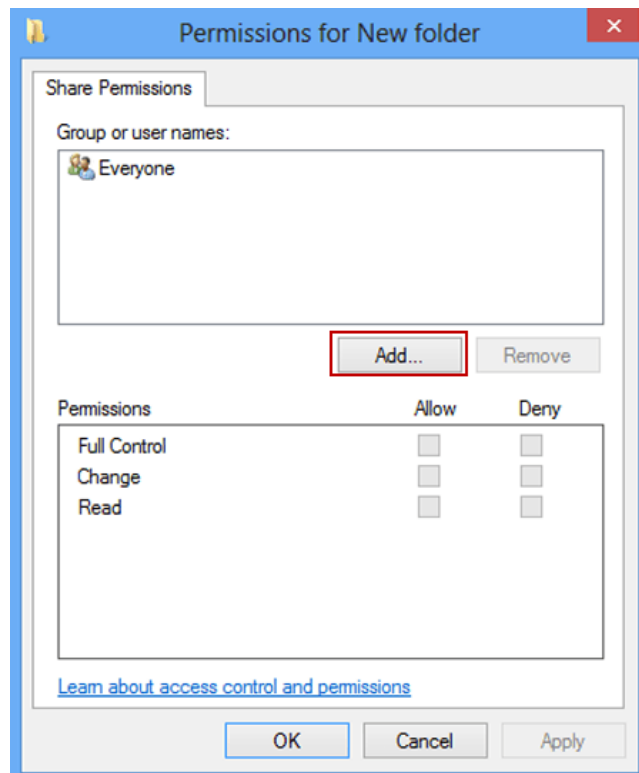 Permissions for New folder
Share Permissions
Group or user names:
Everyone
Add... Remove
Permissions Allow Deny
Full Control
Change
Read
Learn about access control and permissions
OK Cancel Apply